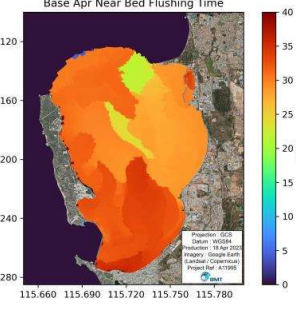 Base Apr Near Bed Flushing Time
120
160
200
240
280
115.660 115.690 115.720 115.750 115.780
40
35
30
25
20
15
10
5
0
Projection : GCS
Datum : WGS84
Production : 18 Apr 2023
Imagery : Google Earth
(Landsat / Copernicus)
Project Ref : A11995
BMT